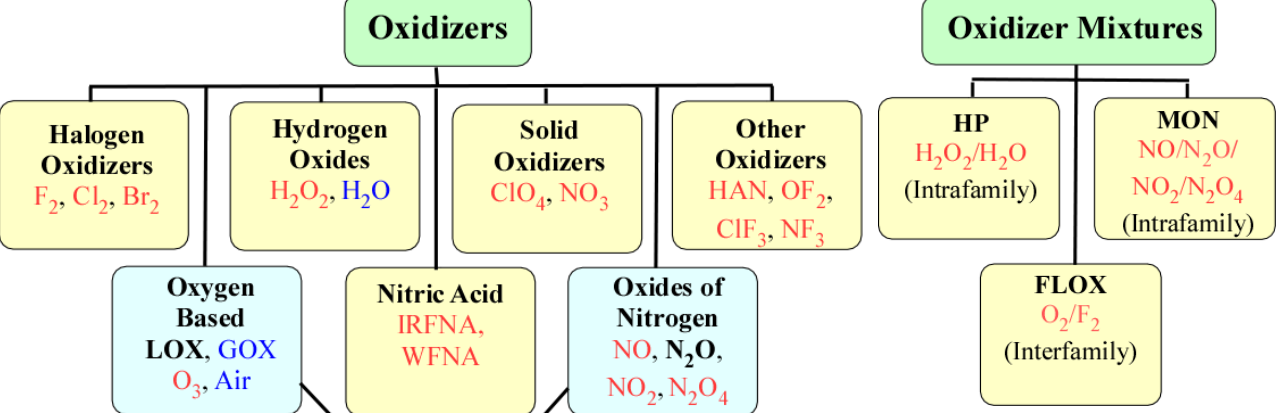 Oxidizers
Halogen
Oxidizers
F₂, Cl₂, Br₂
Hydrogen
Oxides
H₂O₂, H₂O
Solid
Oxidizers
ClO₄, NO₃
Other
Oxidizers
HAN, OF₂,
ClF₃, NF₃
Oxygen
Based
LOX, GOX
O₃, Air
Nitric Acid
IRFNA,
WFNA
Oxides of
Nitrogen
NO, N₂O,
NO₂, N₂O₄
Oxidizer Mixtures
HP
H₂O₂/H₂O
(Intrafamily)
MON
NO/N₂O/
NO₂/N₂O₄
(Intrafamily)
FLOX
O₂/F₂
(Interfamily)